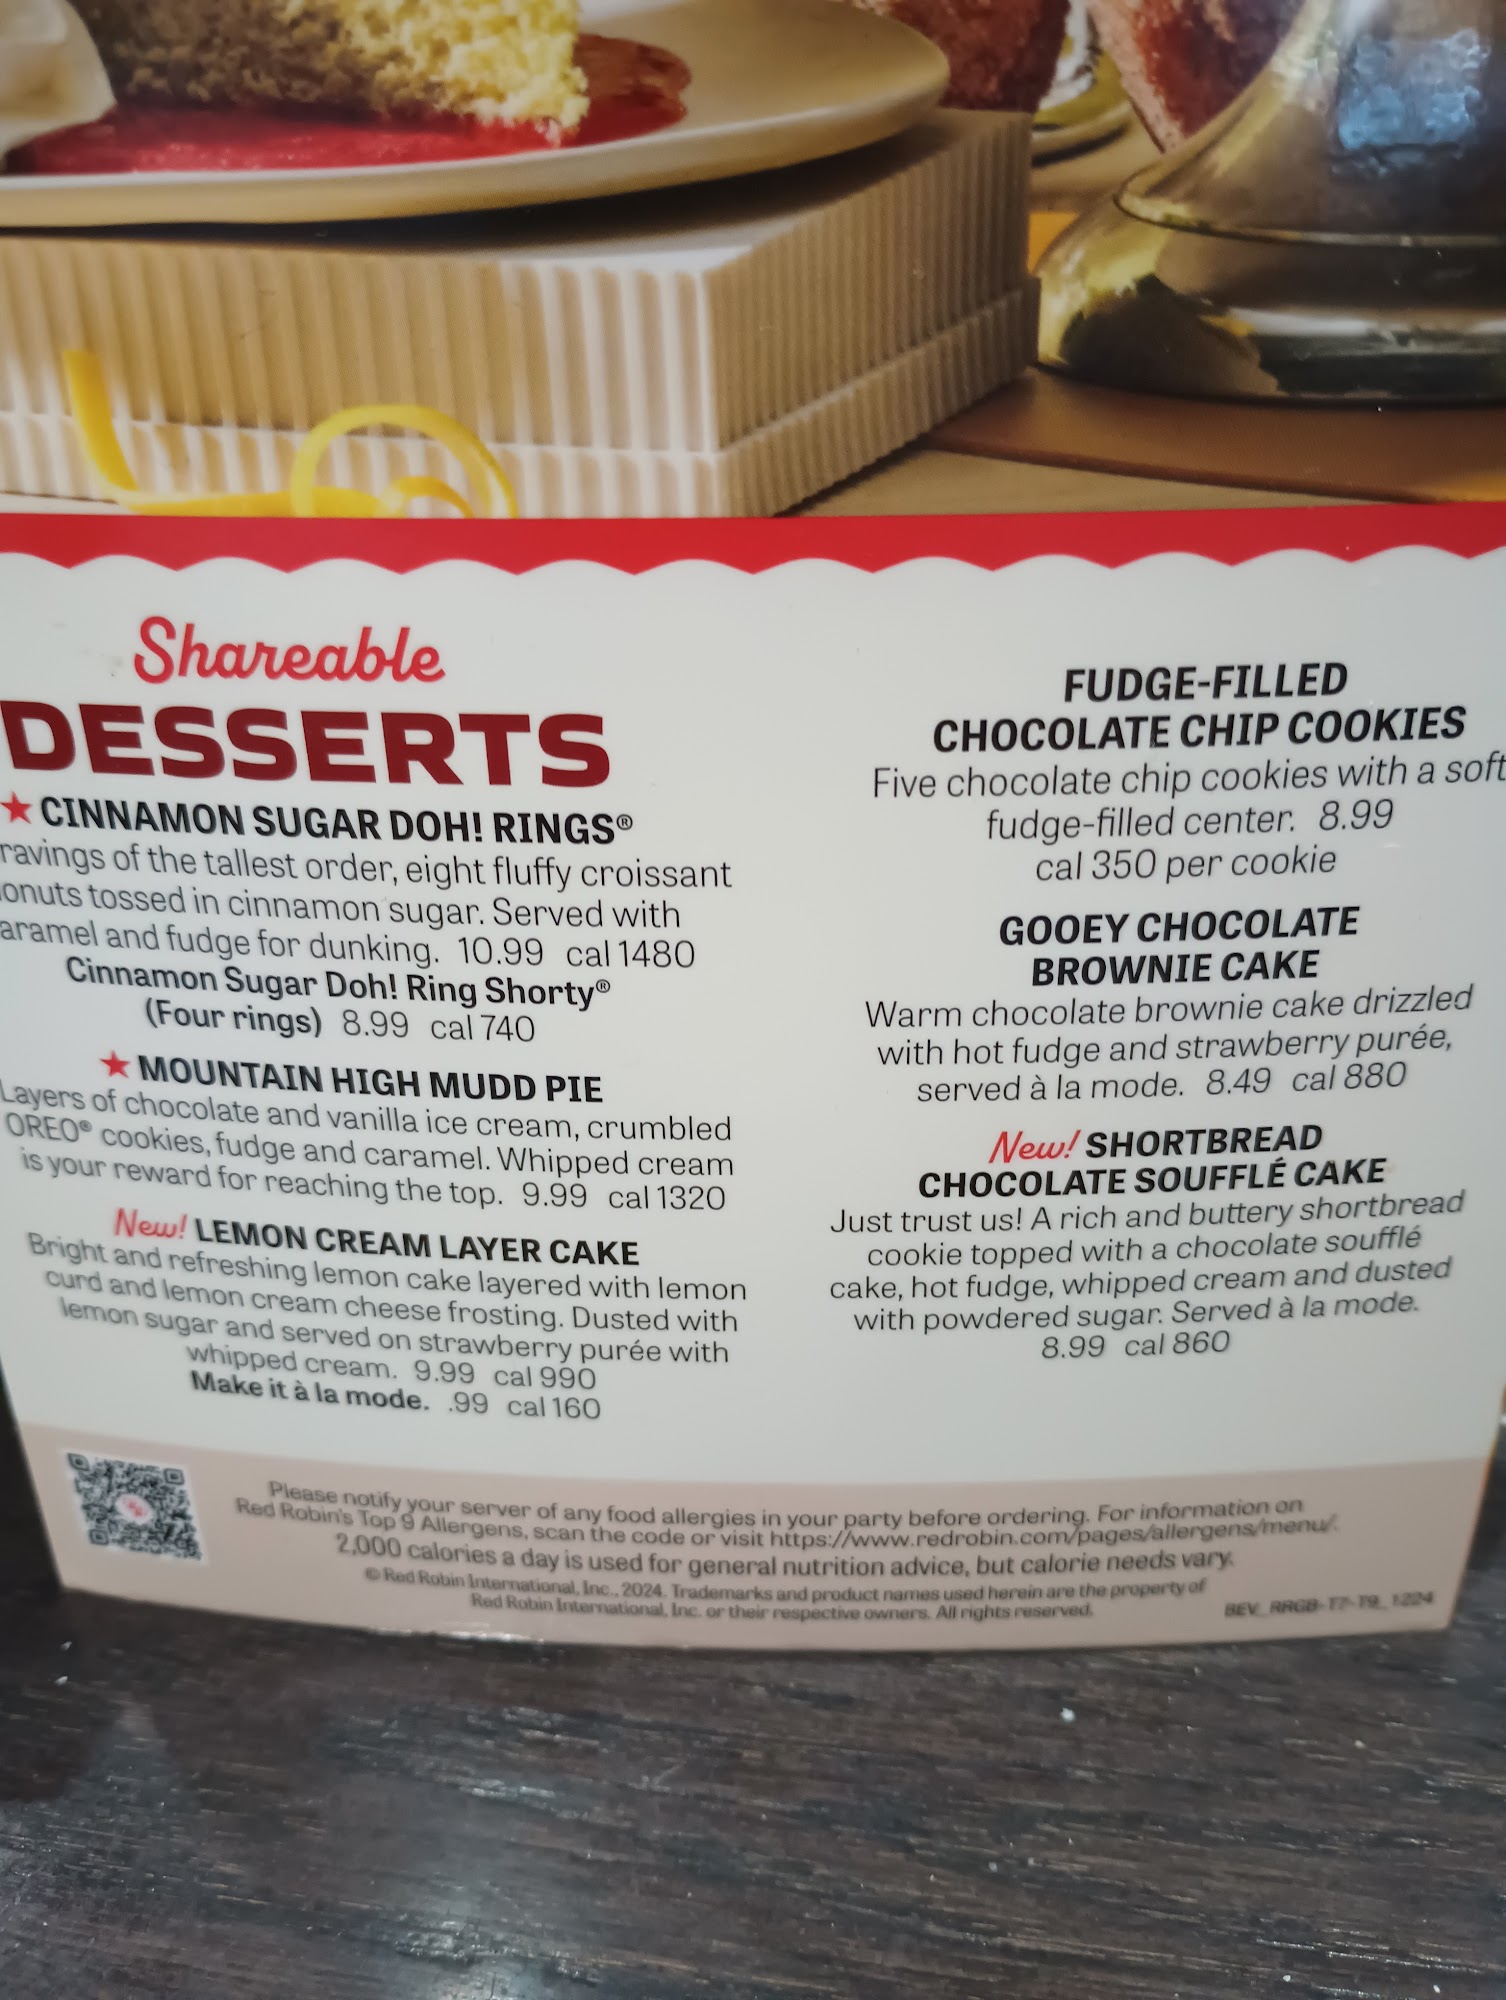 Shareable
DESSERTS
CINNAMON SUGAR DOH! RINGS®
ravings of the tallest order, eight fluffy croissant
onuts tossed in cinnamon sugar. Served with
aramel and fudge for dunking. 10.99 cal 1480
Cinnamon Sugar Doh! Ring Shorty®
(Four rings) 8.99 cal 740
MOUNTAIN HIGH MUDD PIE
Layers of chocolate and vanilla ice cream, crumbled
OREO® cookies, fudge and caramel. Whipped cream
is your reward for reaching the top. 9.99 cal 1320
New! LEMON CREAM LAYER CAKE
Bright and refreshing lemon cake layered with lemon
curd and lemon cream cheese frosting. Dusted with
lemon sugar and served on strawberry purée with
whipped cream. 9.99 cal 990
Make it à la mode. .99 cal 160
FUDGE-FILLED
CHOCOLATE CHIP COOKIES
Five chocolate chip cookies with a soft
fudge-filled center. 8.99
cal 350 per cookie
GOOEY CHOCOLATE
BROWNIE CAKE
Warm chocolate brownie cake drizzled
with hot fudge and strawberry purée,
served à la mode. 8.49 cal 880
New! SHORTBREAD
CHOCOLATE SOUFFLÉ CAKE
Just trust us! A rich and buttery shortbread
cookie topped with a chocolate soufflé
cake, hot fudge, whipped cream and dusted
with powdered sugar. Served à la mode.
8.99 cal 860
Please notify your server of any food allergies in your party before ordering. For information on
Red Robin's Top 9 Allergens, scan the code or visit https://www.redrobin.com/pages/allergens/menu/.
2,000 calories a day is used for general nutrition advice, but calorie needs vary.
© Red Robin International, Inc., 2024. Trademarks and product names used herein are the property of
Red Robin International, Inc. or their respective owners. All rights reserved.
BEV_RRGB-T7-T9_1224